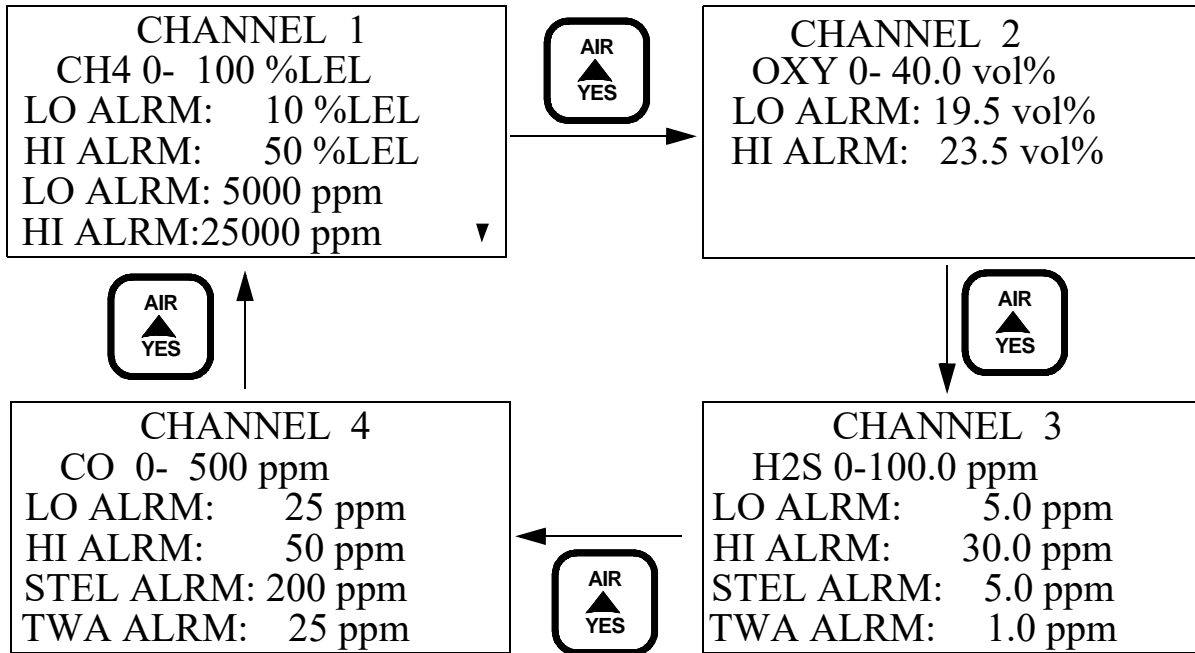 CHANNEL 1
CH4 0- 100 %LEL
LO ALRM: 10 %LEL
HI ALRM: 50 %LEL
LO ALRM: 5000 ppm
HI ALRM:25000 ppm
AIR
YES
CHANNEL 2
OXY 0- 40.0 vol%
LO ALRM: 19.5 vol%
HI ALRM: 23.5 vol%
AIR
YES
AIR
YES
CHANNEL 4
CO 0- 500 ppm
LO ALRM: 25 ppm
HI ALRM: 50 ppm
STEL ALRM: 200 ppm
TWA ALRM: 25 ppm
AIR
YES
CHANNEL 3
H2S 0-100.0 ppm
LO ALRM: 5.0 ppm
HI ALRM: 30.0 ppm
STEL ALRM: 5.0 ppm
TWA ALRM: 1.0 ppm